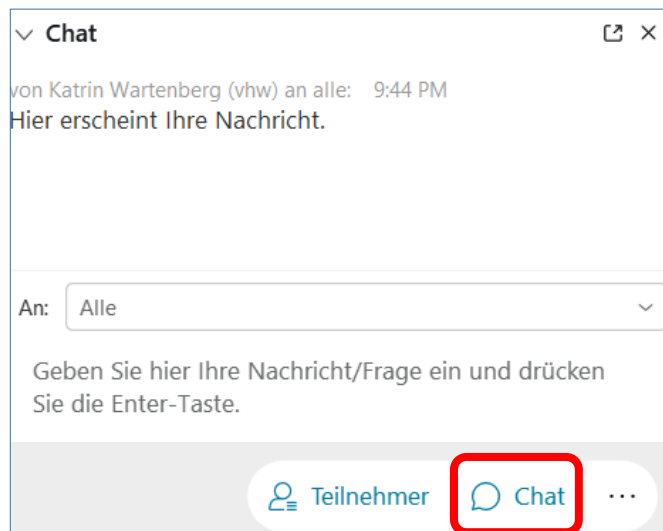 Chat
von Katrin Wartenberg (vhw) an alle: 9:44 PM
Hier erscheint Ihre Nachricht.
An: Alle
Geben Sie hier Ihre Nachricht/Frage ein und drücken
Sie die Enter-Taste.
Teilnehmer Chat ...